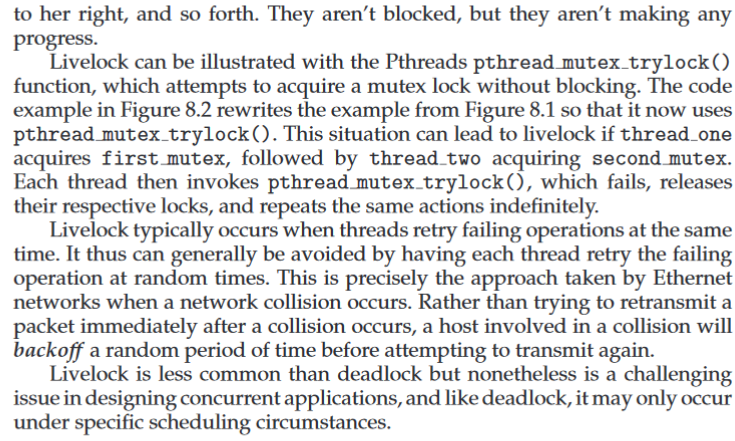 to her right, and so forth. They aren’t blocked, but they aren’t making any
progress.
Livelock can be illustrated with the Pthreads pthread_mutex_trylock()
function, which attempts to acquire a mutex lock without blocking. The code
example in Figure 8.2 rewrites the example from Figure 8.1 so that it now uses
pthread_mutex_trylock(). This situation can lead to livelock if thread_one
acquires first_mutex, followed by thread_two acquiring second_mutex.
Each thread then invokes pthread_mutex_trylock(), which fails, releases
their respective locks, and repeats the same actions indefinitely.
Livelock typically occurs when threads retry failing operations at the same
time. It thus can generally be avoided by having each thread retry the failing
operation at random times. This is precisely the approach taken by Ethernet
networks when a network collision occurs. Rather than trying to retransmit a
packet immediately after a collision occurs, a host involved in a collision will
backoff a random period of time before attempting to transmit again.
Livelock is less common than deadlock but nonetheless is a challenging
issue in designing concurrent applications, and like deadlock, it may only occur
under specific scheduling circumstances.